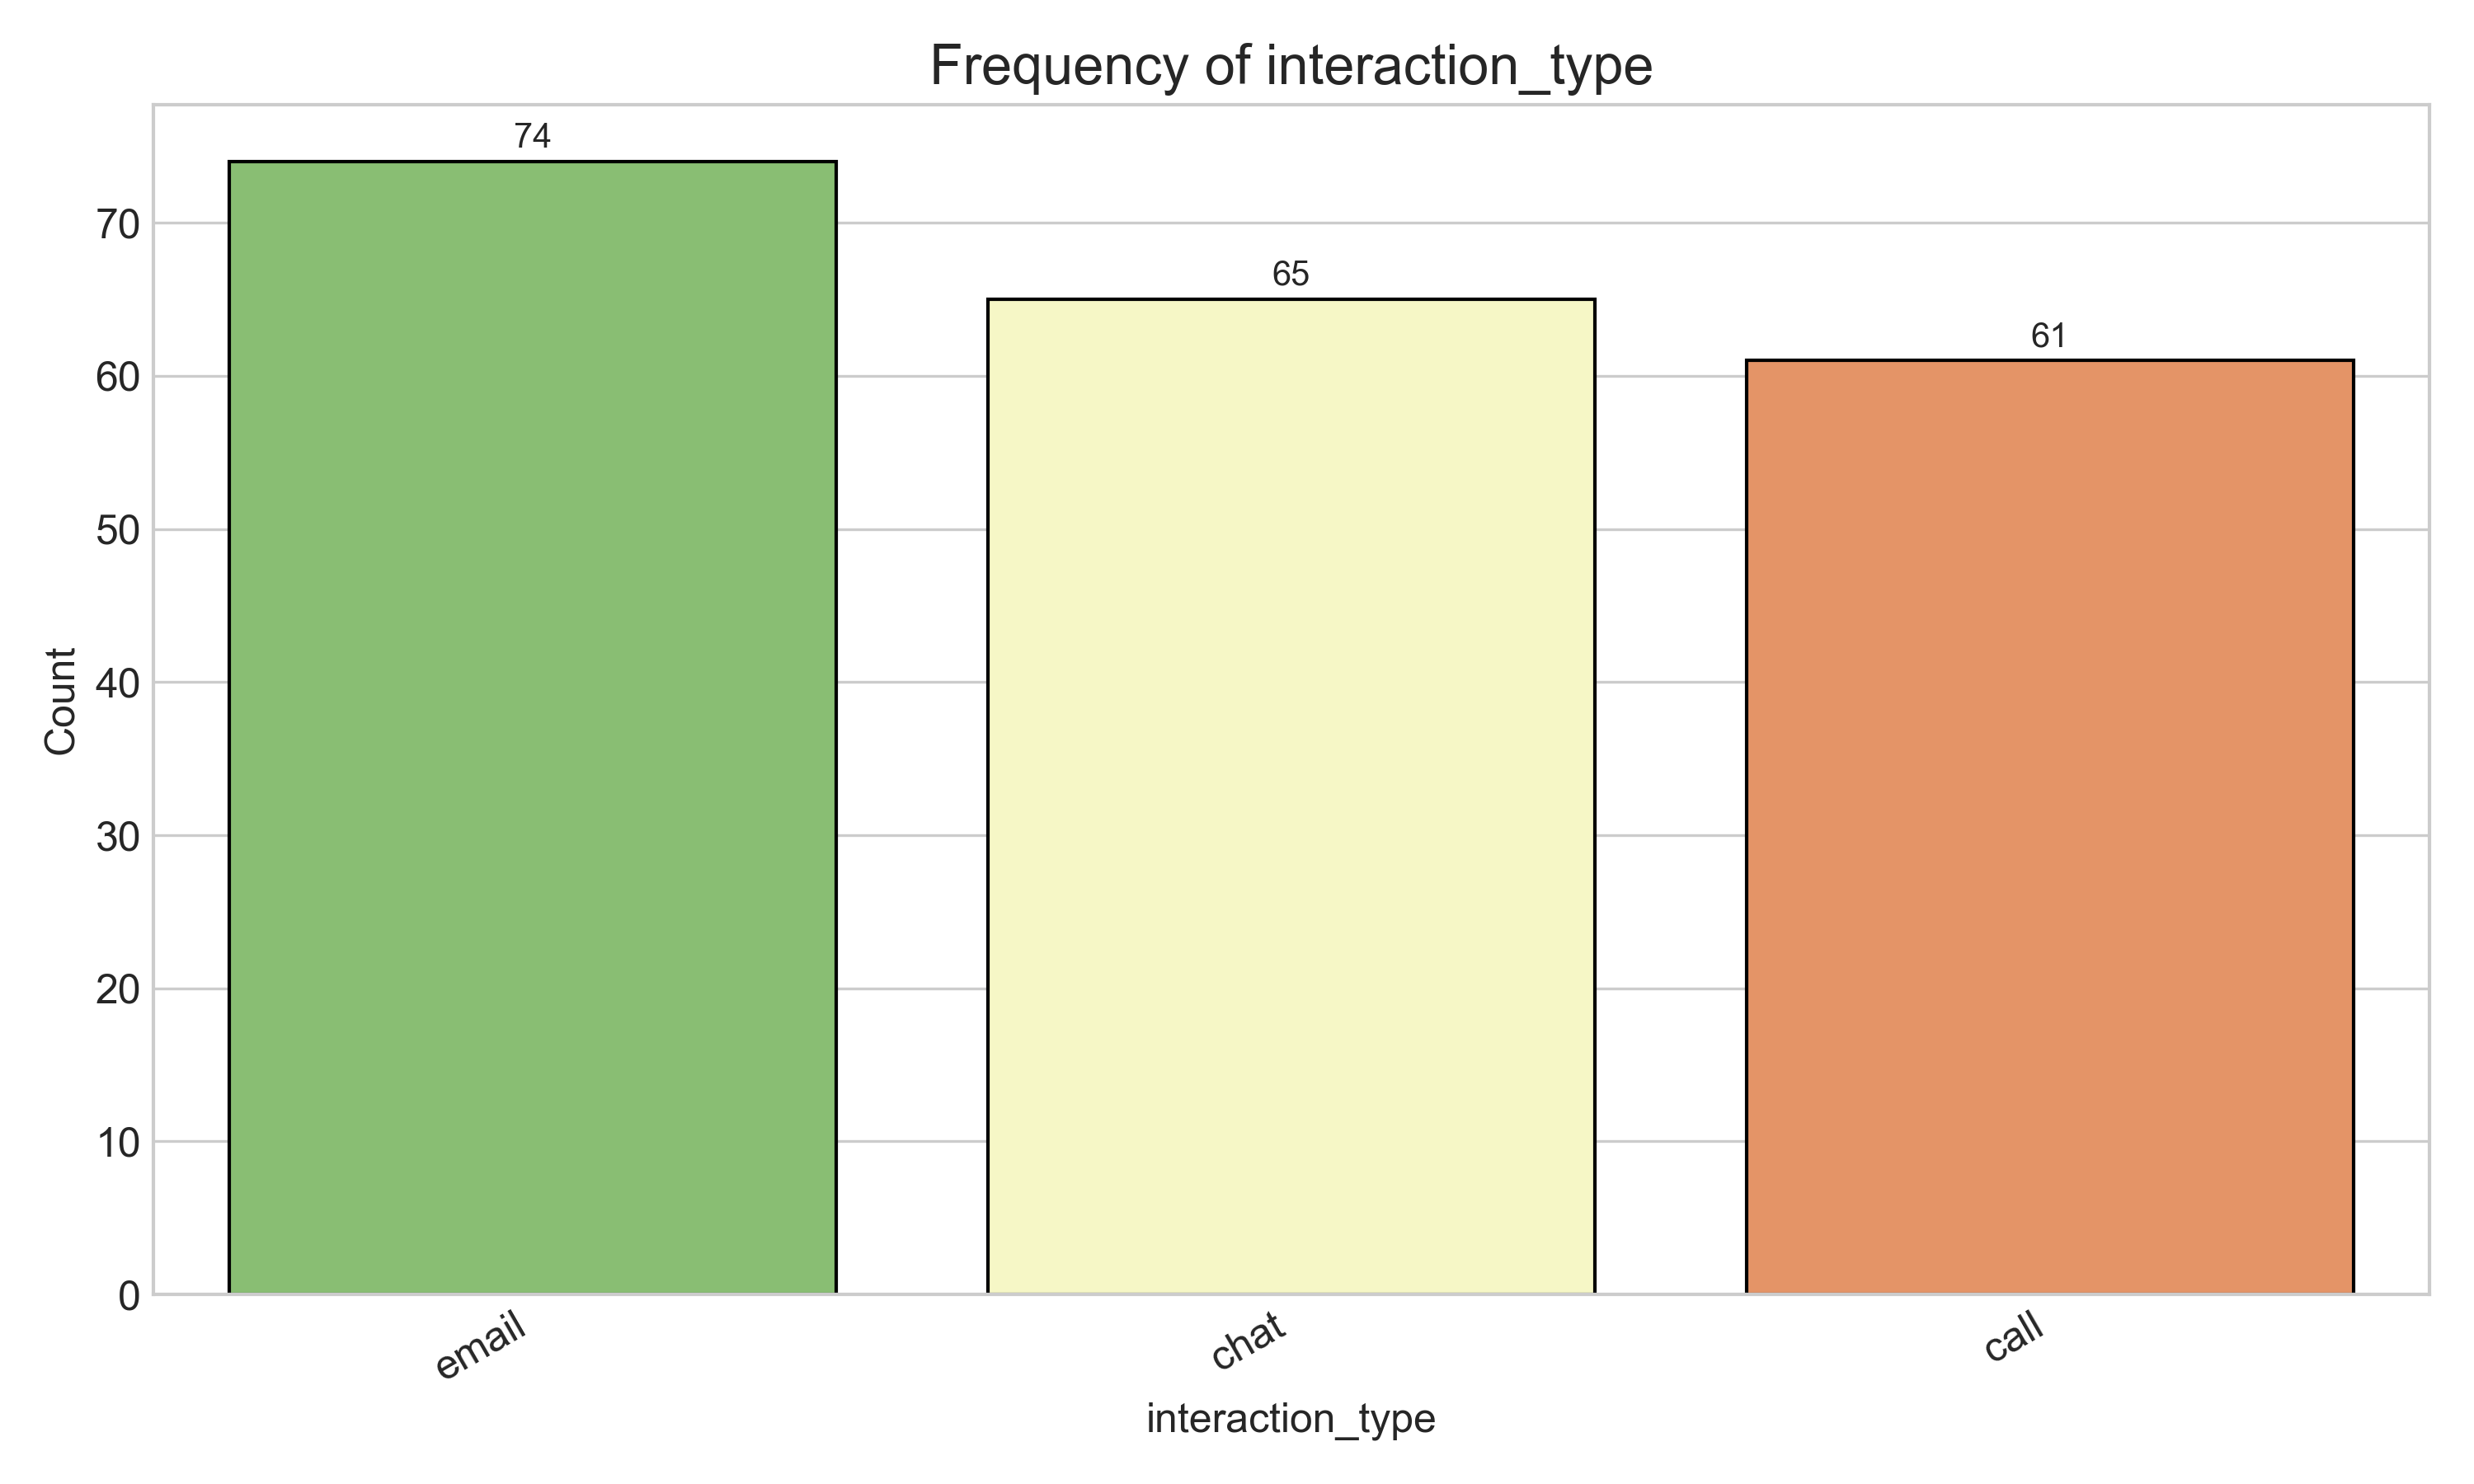 Frequency of interaction_type
74
65
61
70
60
50
40
30
20
10
0
Count
email
chat
call
interaction_type